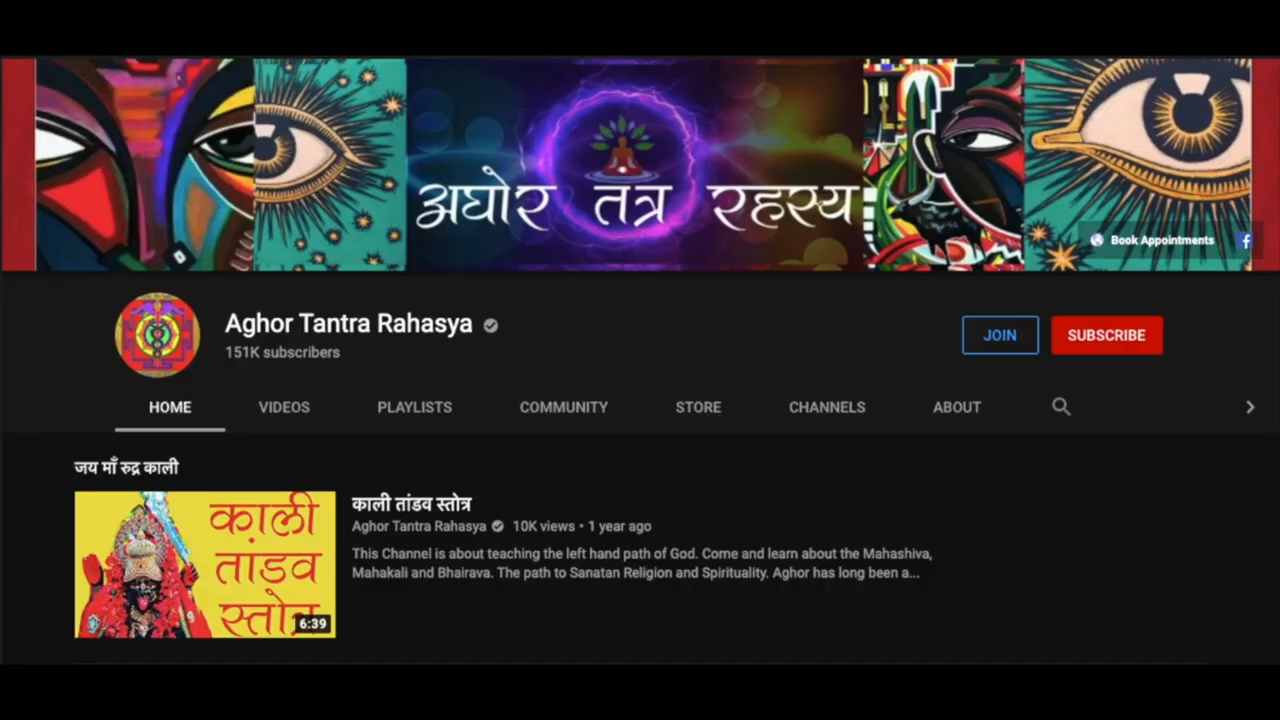 अघोर तत्र रहस्य
Book Appointments
Aghor Tantra Rahasya
151K subscribers
JOIN
SUBSCRIBE
HOME VIDEOS PLAYLISTS COMMUNITY STORE CHANNELS ABOUT
जय माँ रुद्र काली
काली
तांडव
स्तोत्र
6:39
काली तांडव स्तोत्र
Aghor Tantra Rahasya 10K views • 1 year ago
This Channel is about teaching the left hand path of God. Come and learn about the Mahashiva,
Mahakali and Bhairava. The path to Sanatan Religion and Spirituality. Aghor has long been a...